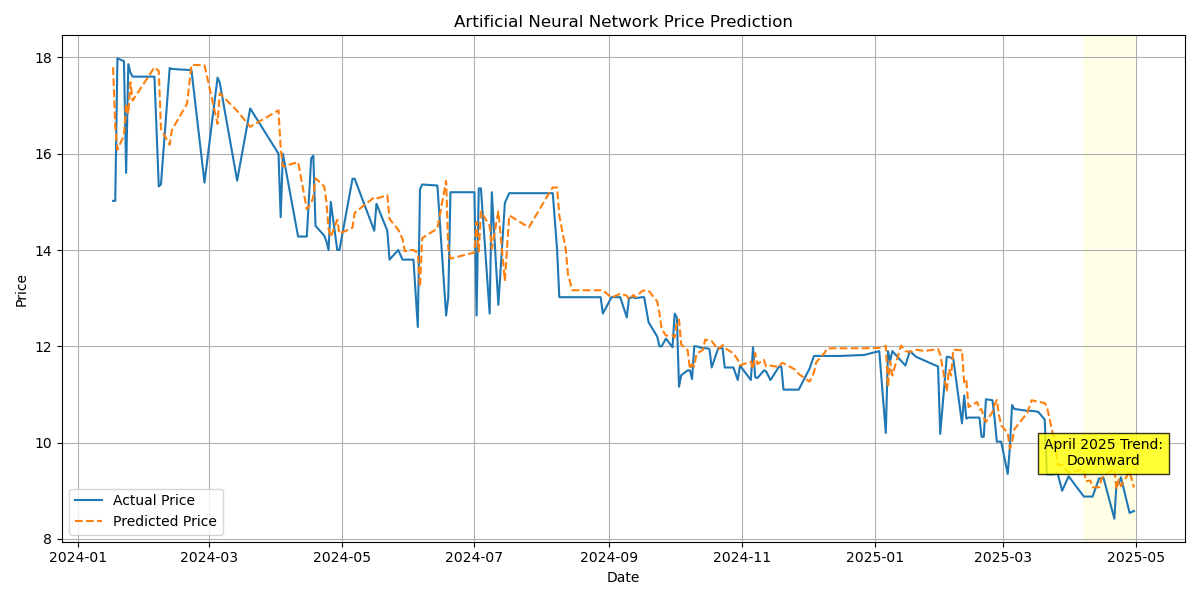 Artificial Neural Network Price Prediction
18
16
14
12
10
8
Price
April 2025 Trend:
Downward
Actual Price
Predicted Price
2024-01
2024-03
2024-05
2024-07
2024-09
2024-11
2025-01
2025-03
2025-05
Date